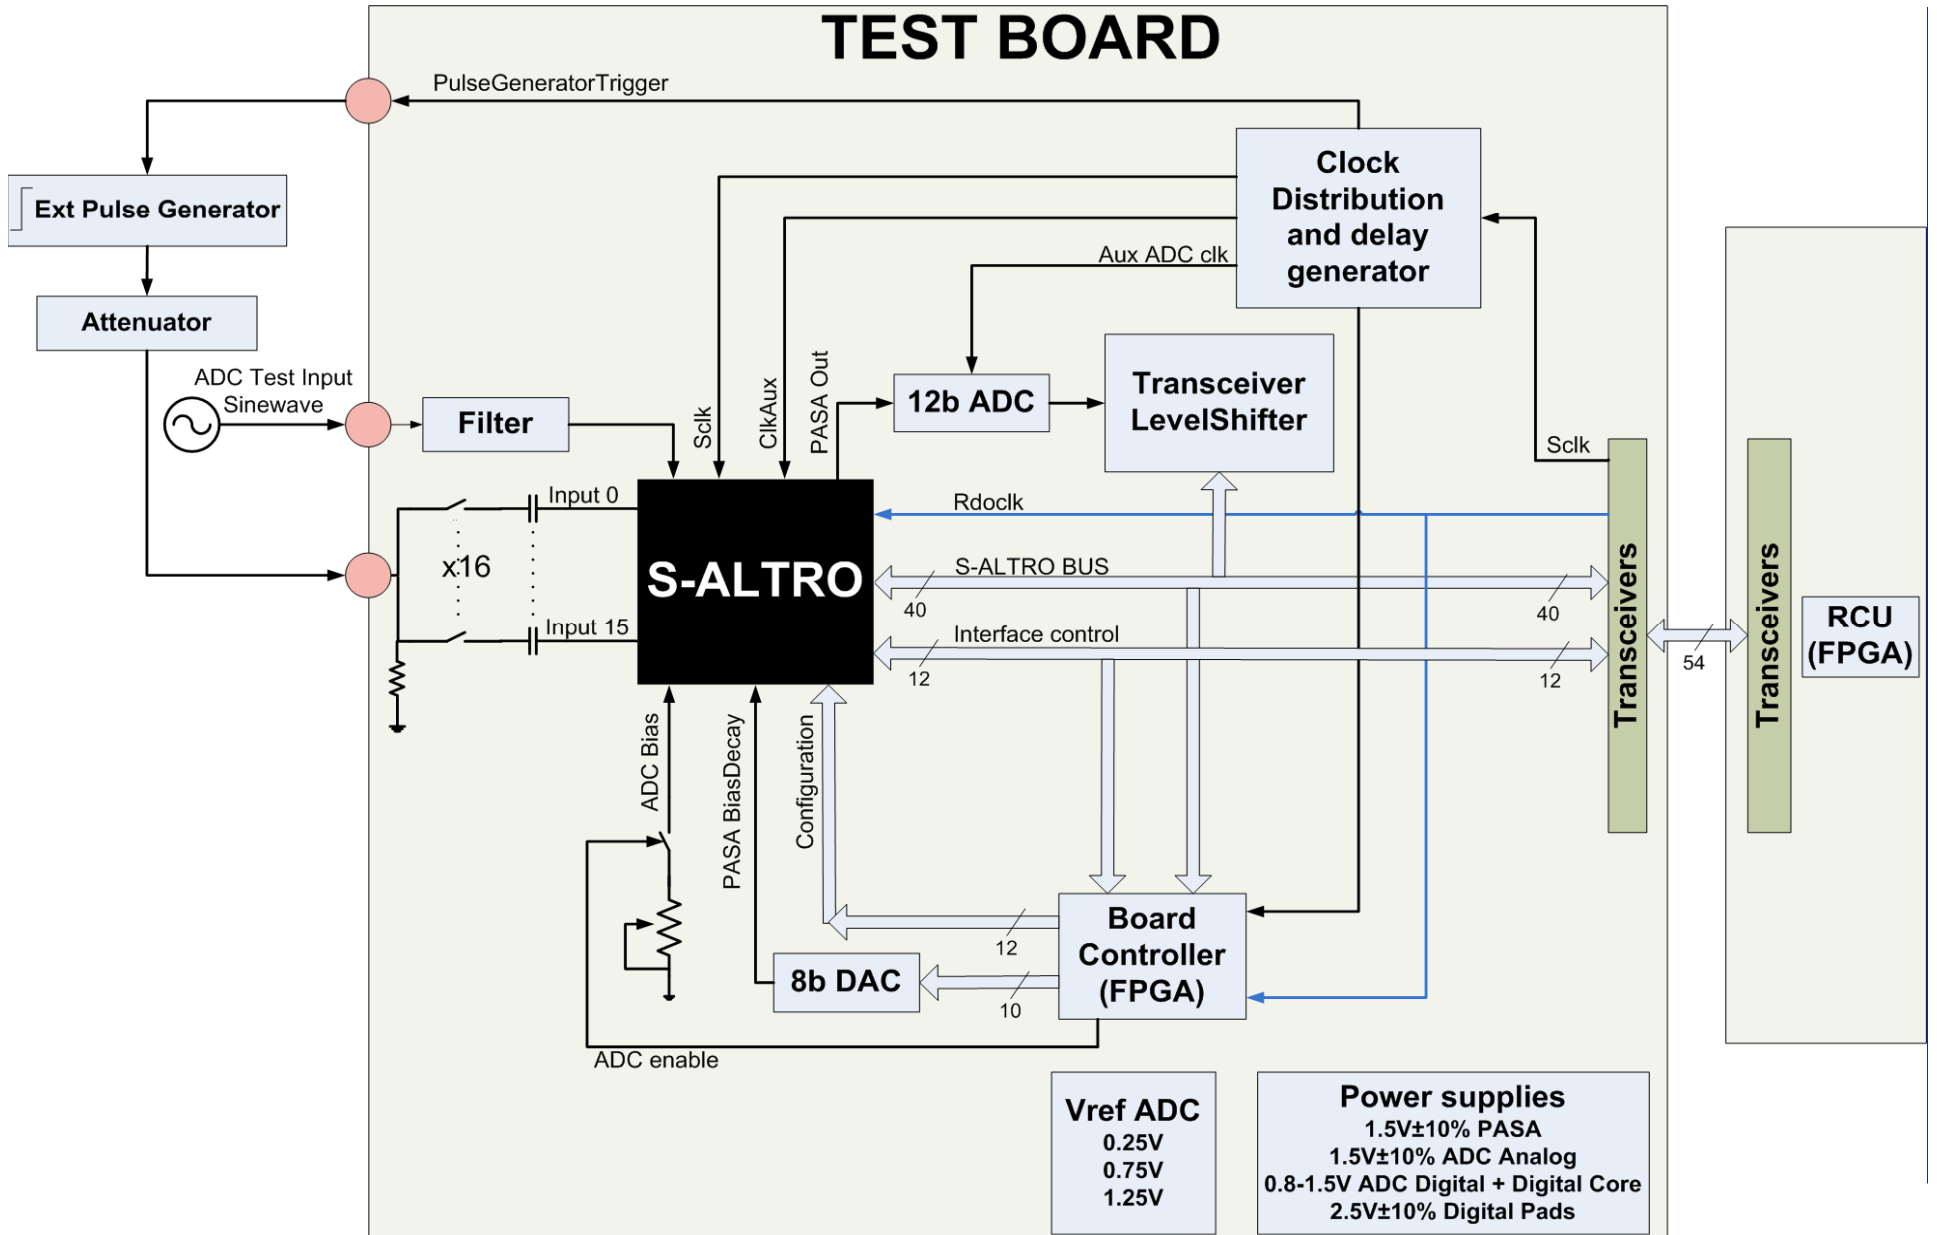 TEST BOARD
PulseGeneratorTrigger
Clock
Distribution
and delay
generator
Ext Pulse Generator
Aux ADC clk
Attenuator
ADC Test Input
Sinewave
Filter
Sclk
ClkAux
PASA Out
12b ADC
Transceiver
LevelShifter
Sclk
Input 0
x16
Input 15
S-ALTRO
Rdoclk
S-ALTRO BUS
40
40
Interface control
12
12
Transceivers
54
Transceivers
RCU
(FPGA)
ADC Bias
PASA BiasDecay
Configuration
12
Board
Controller
(FPGA)
8b DAC
10
ADC enable
Vref ADC
0.25V
0.75V
1.25V
Power supplies
1.5V±10% PASA
1.5V±10% ADC Analog
0.8-1.5V ADC Digital + Digital Core
2.5V±10% Digital Pads